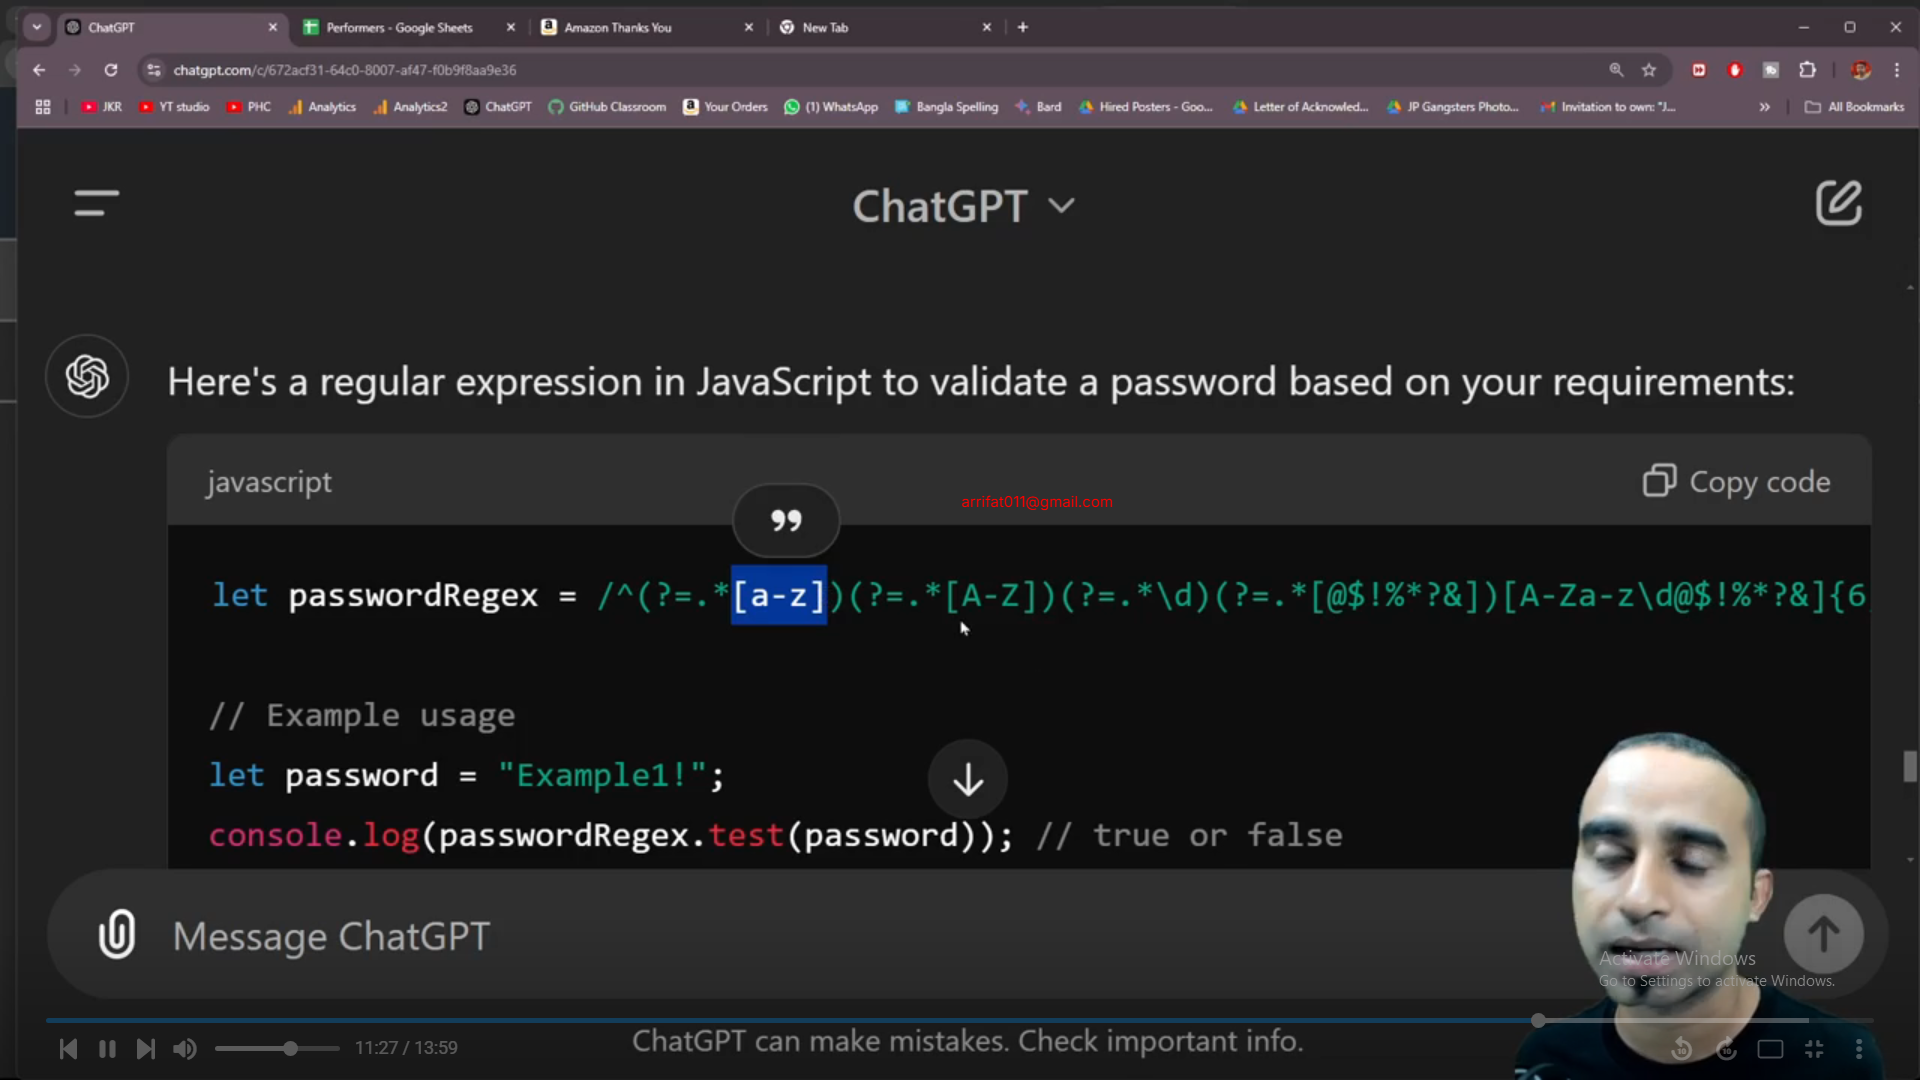 ChatGPT
Performers - Google Sheets
Amazon Thanks You
New Tab
chatgpt.com/c/672acf31-64c0-8007-af47-f0b9f8aa9e36
JKR
YT studio
PHC
Analytics
Analytics2
ChatGPT
GitHub Classroom
Your Orders
(1) WhatsApp
Bangla Spelling
Bard
Hired Posters - Goo...
Letter of Acknowled...
JP Gangsters Photo...
Invitation to own: "J...
»
All Bookmarks
ChatGPT
Here's a regular expression in JavaScript to validate a password based on your requirements:
javascript
Copy code
arrifat011@gmail.com
let passwordRegex = /^(?=.*[a-z])(?=.*[A-Z])(?=.*\d)(?=.*[@$!%*?&])[A-Za-z\d@$!%*?&]{6
// Example usage
let password = "Example1!";
console.log(passwordRegex.test(password)); // true or false
Message ChatGPT
Activate Windows
Go to Settings to activate Windows.
ChatGPT can make mistakes. Check important info.
11:27 / 13:59
10
10